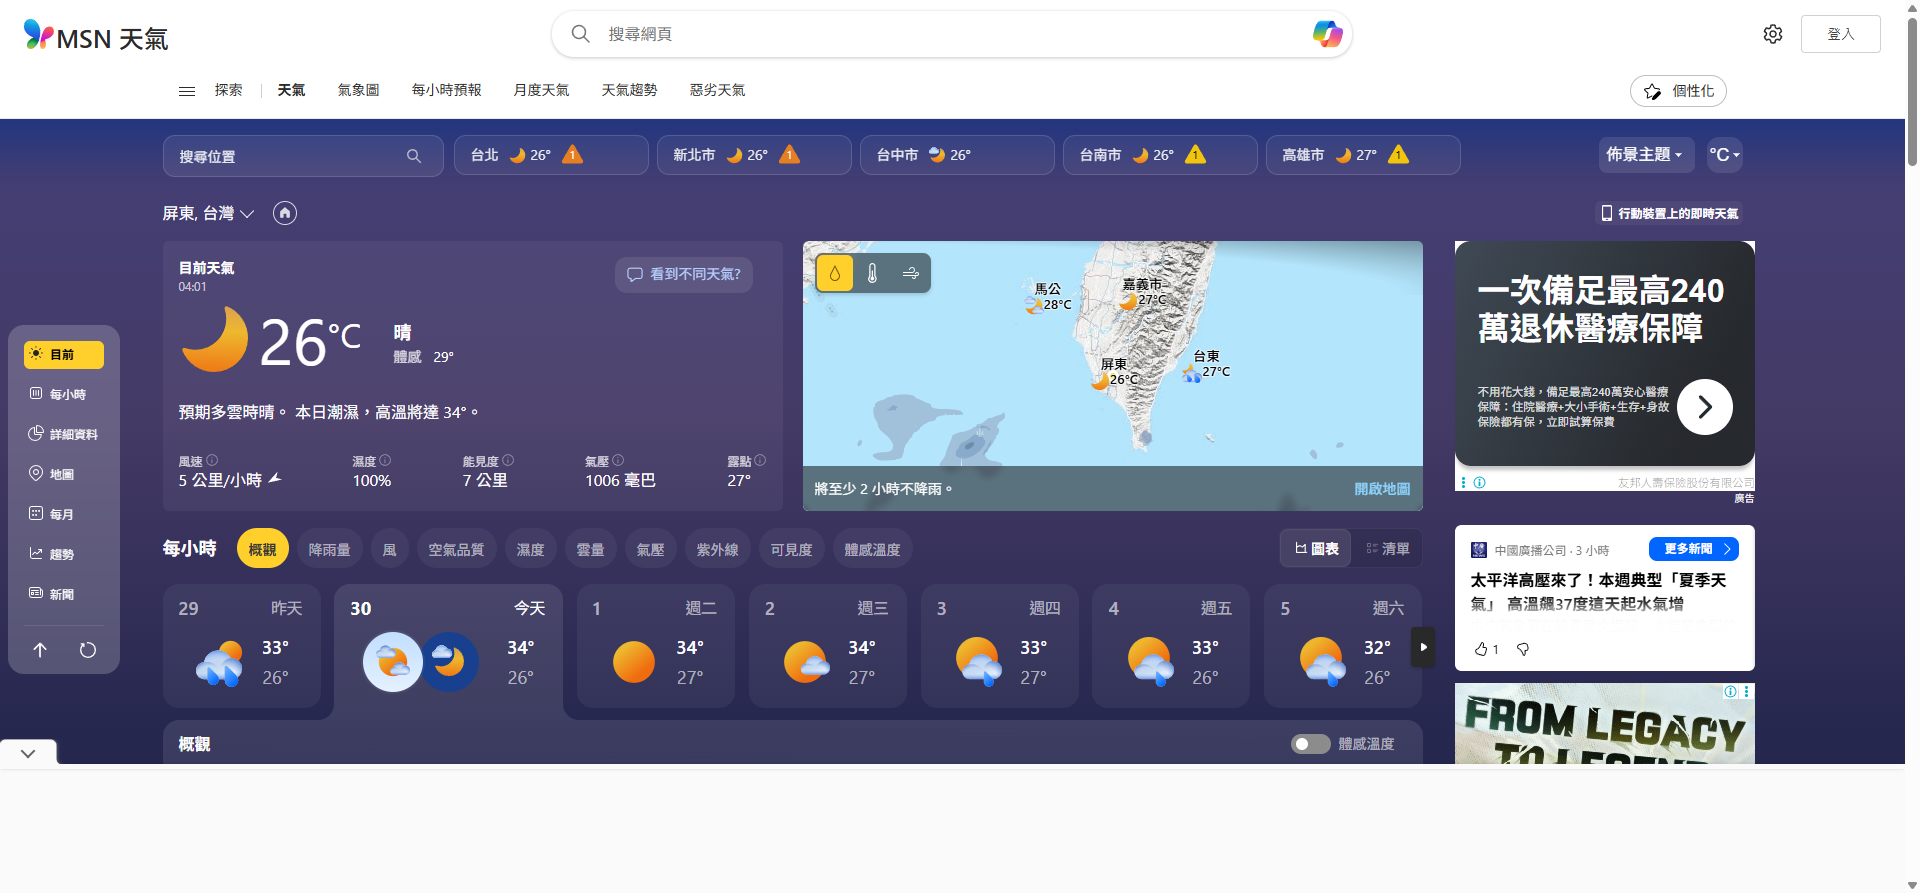 MSN 天氣
搜尋網頁
登入
探索
天氣
氣象圖
每小時預報
月度天氣
天氣趨勢
惡劣天氣
個性化
搜尋位置
台北 26° 1
新北市 26° 1
台中市 26°
台南市 26° 1
高雄市 27° 1
佈景主題
°C
屏東, 台灣
行動裝置上的即時天氣
目前天氣
04:01
看到不同天氣?
26°C
晴
體感 29°
預期多雲時晴。 本日潮濕，高溫將達 34°。
風速
5 公里/小時
濕度
100%
能見度
7 公里
氣壓
1006 毫巴
露點
27°
馬公
28°C
嘉義市
27°C
屏東
26°C
台東
27°C
將至少 2 小時不降雨。
開啟地圖
一次備足最高240
萬退休醫療保障
不用花大錢，備足最高240萬安心醫療
保障：住院醫療+大小手術+生存+身故
保險都有保，立即試算保費
友邦人壽保險股份有限公司
廣告
目前
每小時
詳細資料
地圖
每月
趨勢
新聞
每小時
概觀
降雨量
風
空氣品質
濕度
雲量
氣壓
紫外線
可見度
體感溫度
圖表
清單
29 昨天
33°
26°
30 今天
34°
26°
1 週二
34°
27°
2 週三
34°
27°
3 週四
33°
27°
4 週五
33°
26°
5 週六
32°
26°
概觀
體感溫度
中國廣播公司 · 3 小時
更多新聞
太平洋高壓來了！本週典型「夏季天
氣」 高溫飆37度這天起水氣增
1
FROM LEGACY
TO LEGEND